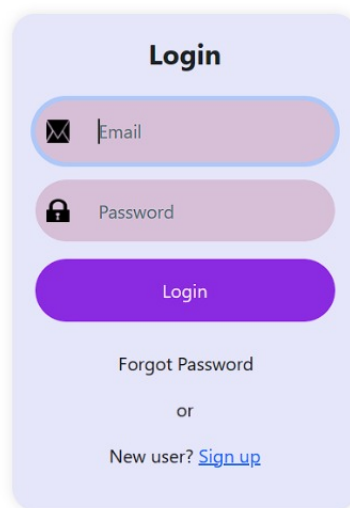 Login
Email
Password
Login
Forgot Password
or
New user? Sign up